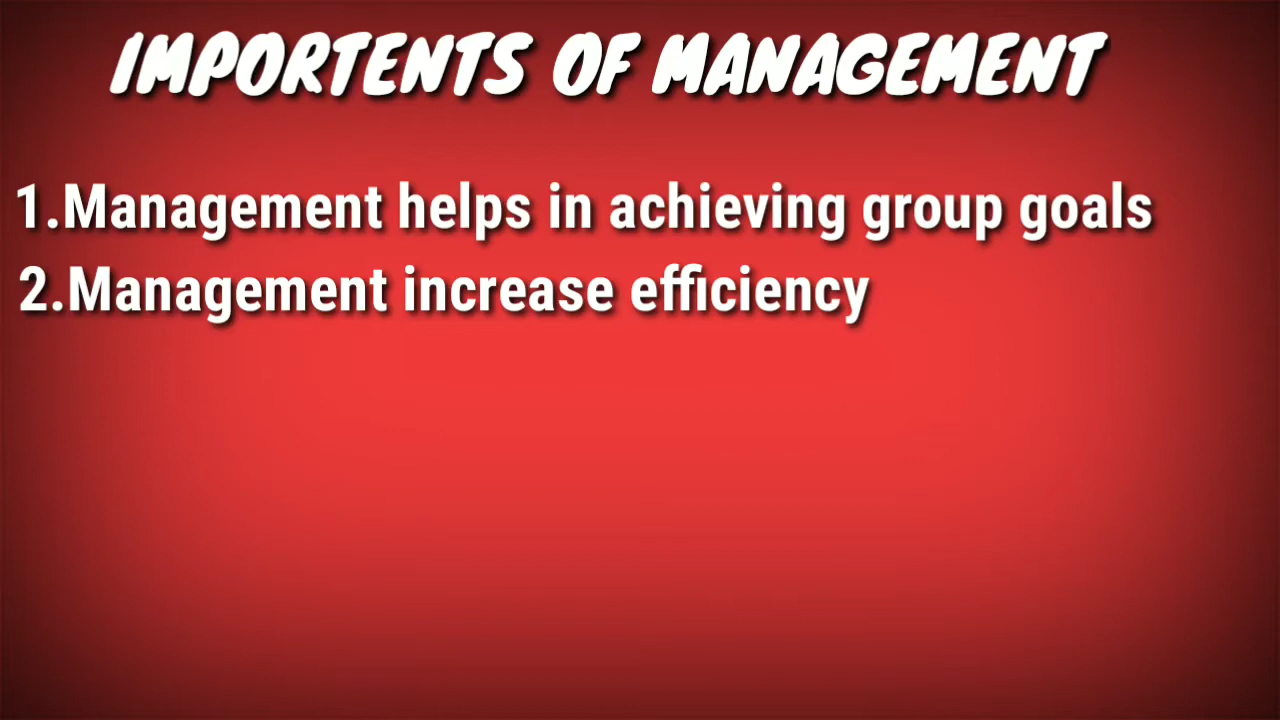 IMPORTENTS OF MANAGEMENT
1.Management helps in achieving group goals
2.Management increase efficiency